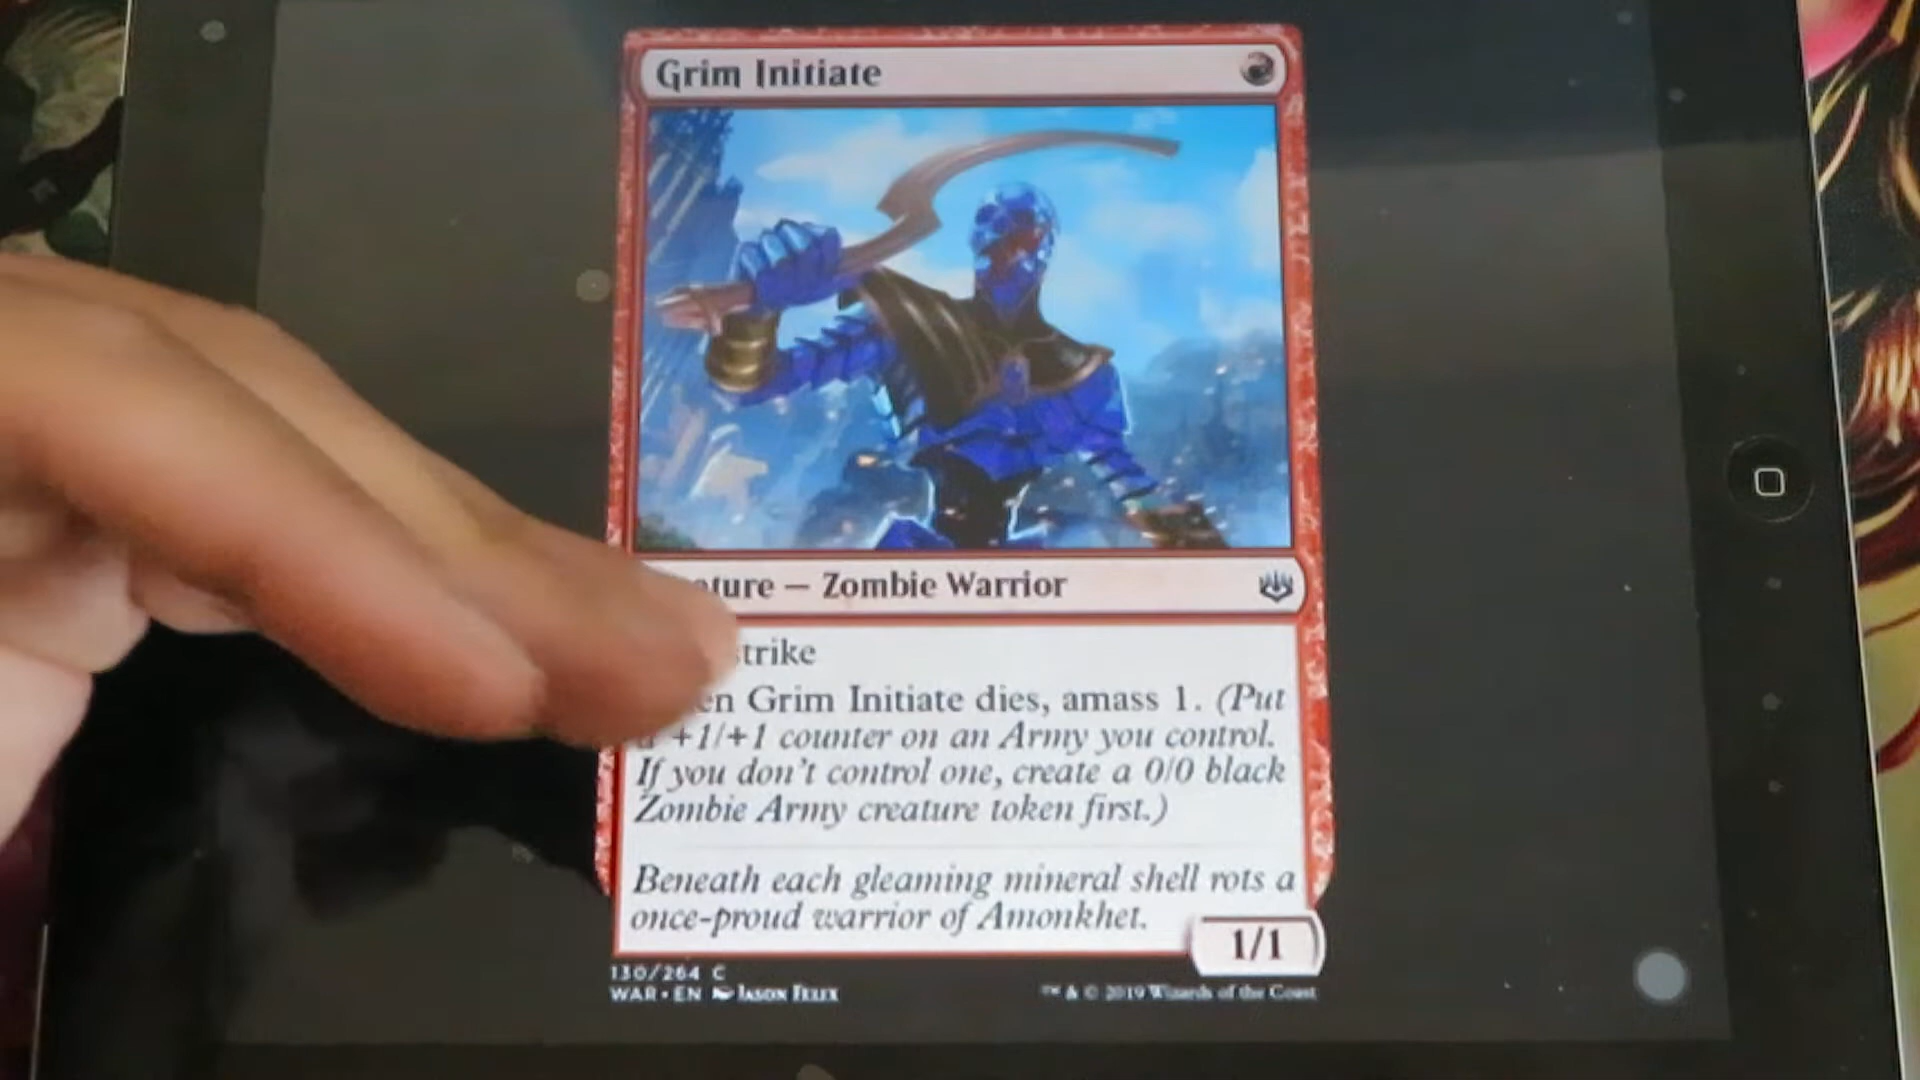 Grim Initiate
ature — Zombie Warrior
strike
en Grim Initiate dies, amass 1. (Put
a +1/+1 counter on an Army you control.
If you don't control one, create a 0/0 black
Zombie Army creature token first.)
Beneath each gleaming mineral shell rots a
once-proud warrior of Amonkhet.
1/1
130/264 C
WAR • EN Jason Felix
™ & © 2019 Wizards of the Coast